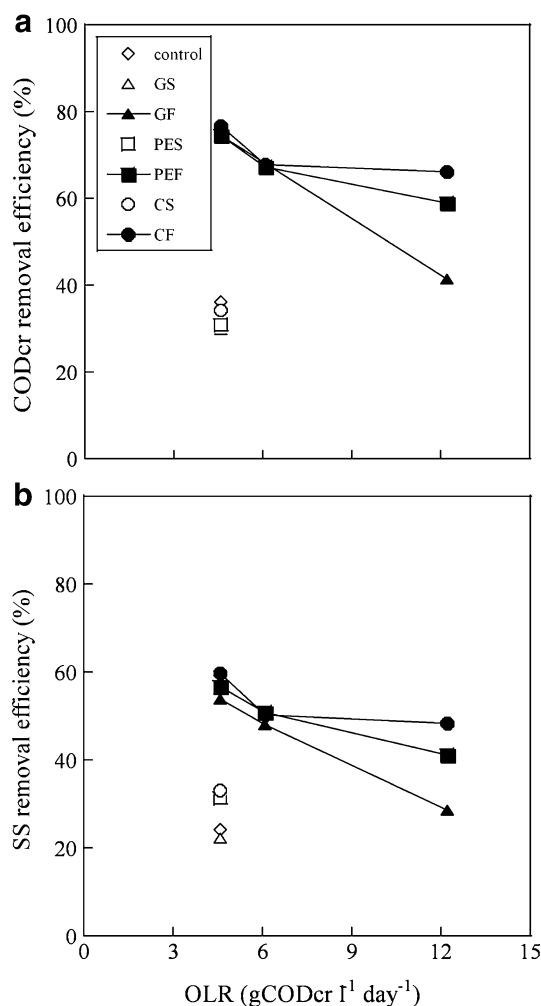 a
100
80
60
40
20
0
CODcr removal efficiency (%)
control
GS
GF
PES
PEF
CS
CF
b
100
80
60
40
20
0
SS removal efficiency (%)
0 3 6 9 12 15
OLR (gCODcr l⁻¹ day⁻¹)